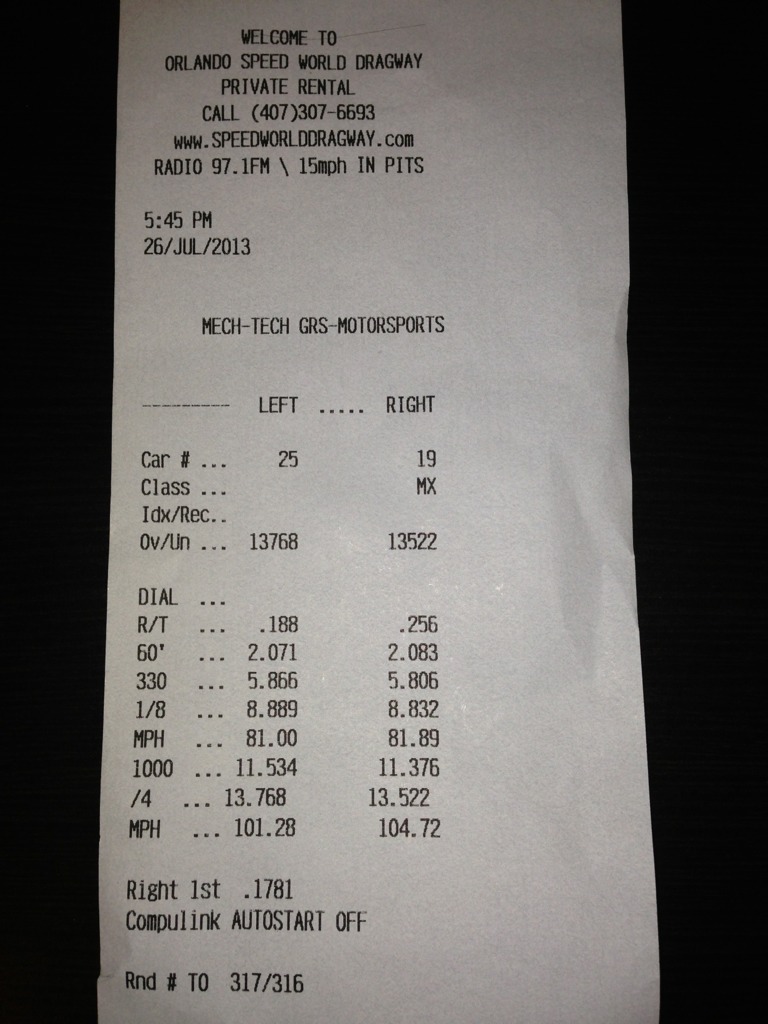 WELCOME TO
ORLANDO SPEED WORLD DRAGWAY
PRIVATE RENTAL
CALL (407)307-6693
www.SPEEDWORLDDRAGWAY.com
RADIO 97.1FM \ 15mph IN PITS
5:45 PM
26/JUL/2013
MECH-TECH GRS-MOTORSPORTS
--------- LEFT ..... RIGHT
Car # ... 25 19
Class ... MX
Idx/Rec..
Ov/Un ... 13768 13522
DIAL ...
R/T ... .188 .256
60' ... 2.071 2.083
330 ... 5.866 5.806
1/8 ... 8.889 8.832
MPH ... 81.00 81.89
1000 ... 11.534 11.376
/4 ... 13.768 13.522
MPH ... 101.28 104.72
Right 1st .1781
Compulink AUTOSTART OFF
Rnd # TO 317/316